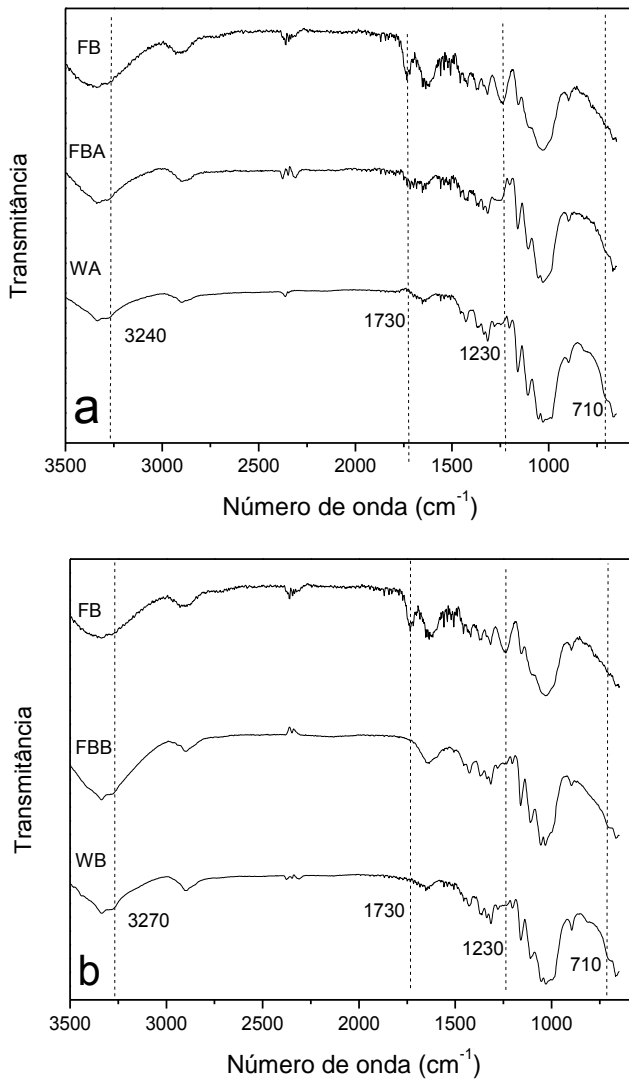 FB
FBA
WA
3240
1730
1230
710
a
Transmitância
3500 3000 2500 2000 1500 1000
Número de onda (cm⁻¹)
FB
FBB
WB
3270
1730
1230
710
b
Transmitância
3500 3000 2500 2000 1500 1000
Número de onda (cm⁻¹)